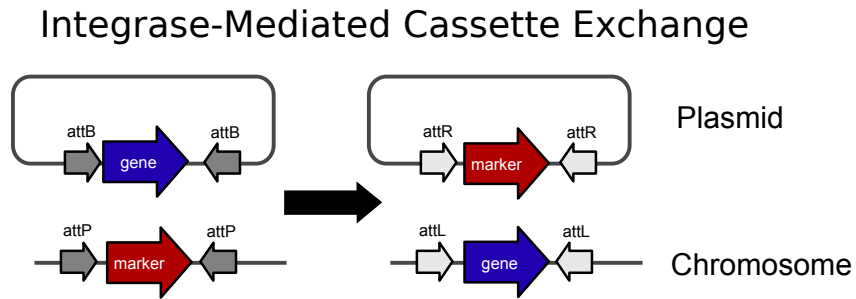 Integrase-Mediated Cassette Exchange
attB attB attR attR
gene marker
Plasmid
attP attP attL attL
marker gene
Chromosome